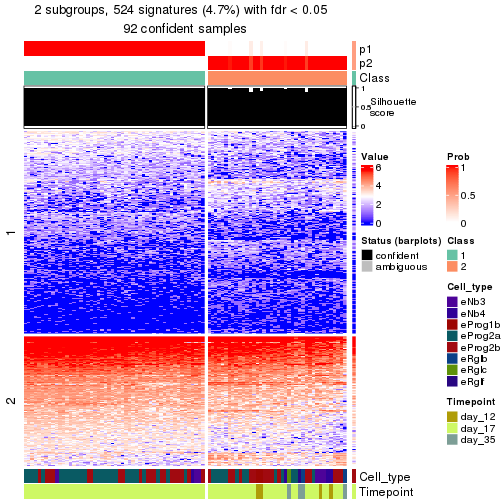 2 subgroups, 524 signatures (4.7%) with fdr < 0.05
92 confident samples
p1
p2
Class
1
0.5
0
Silhouette
score
1
2
Value
6
4
2
0
Prob
1
0.5
0
Status (barplots)
confident
ambiguous
Class
1
2
Cell_type
eNb3
eNb4
eProg1b
eProg2a
eProg2b
eRglb
eRglc
eRglf
Timepoint
day_12
day_17
day_35
Cell_type
Timepoint